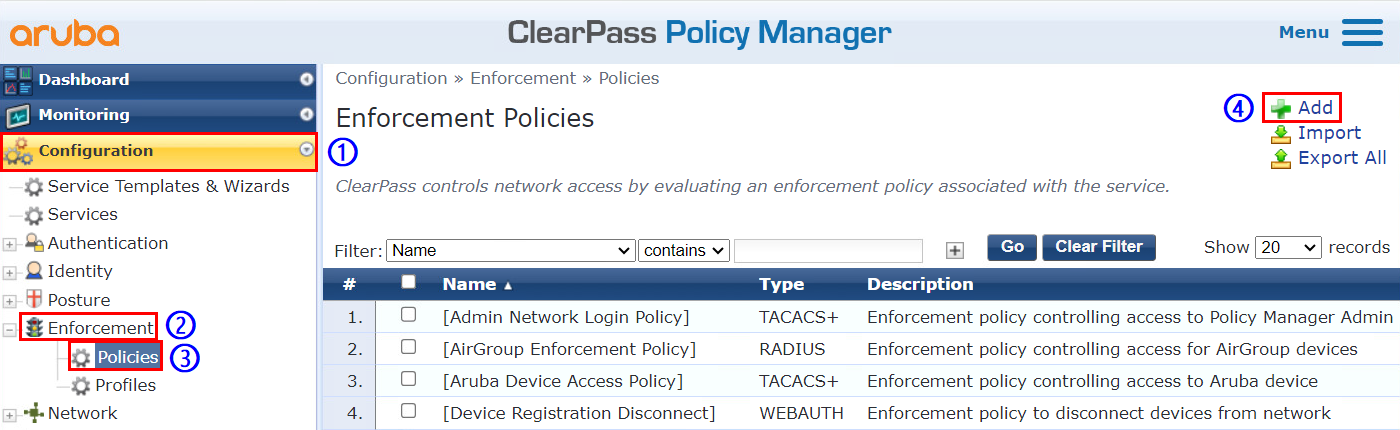 aruba
ClearPass Policy Manager
Menu
Dashboard
Monitoring
Configuration
1
Service Templates & Wizards
Services
Authentication
Identity
Posture
Enforcement
2
Policies
3
Profiles
Network
Configuration » Enforcement » Policies
Enforcement Policies
4
Add
Import
Export All
ClearPass controls network access by evaluating an enforcement policy associated with the service.
Filter: Name contains + Go Clear Filter Show 20 records
# Name ▲ Type Description
1. [Admin Network Login Policy] TACACS+ Enforcement policy controlling access to Policy Manager Admin
2. [AirGroup Enforcement Policy] RADIUS Enforcement policy controlling access for AirGroup devices
3. [Aruba Device Access Policy] TACACS+ Enforcement policy controlling access to Aruba device
4. [Device Registration Disconnect] WEBAUTH Enforcement policy to disconnect devices from network